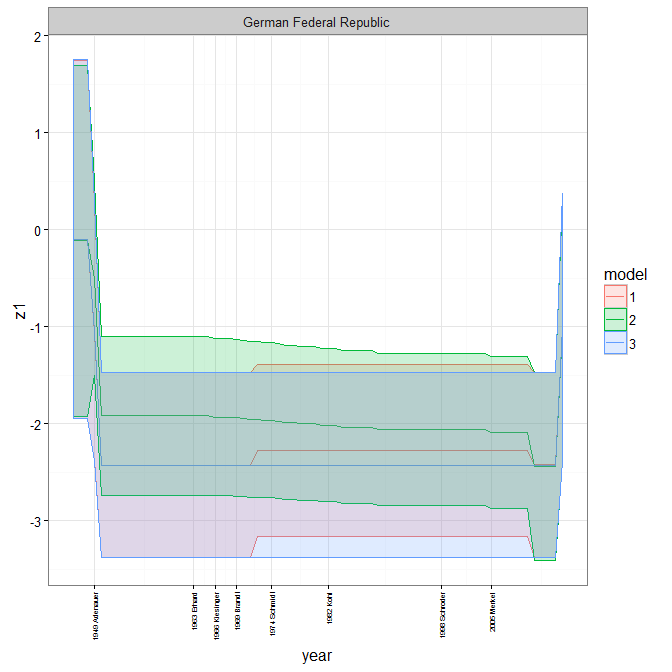 German Federal Republic
2
1
0
-1
-2
-3
z1
1949 Adenauer
1963 Erhard
1966 Kiesinger
1969 Brandt
1974 Schmidt
1982 Kohl
1998 Schroder
2005 Merkel
year
model
1
2
3